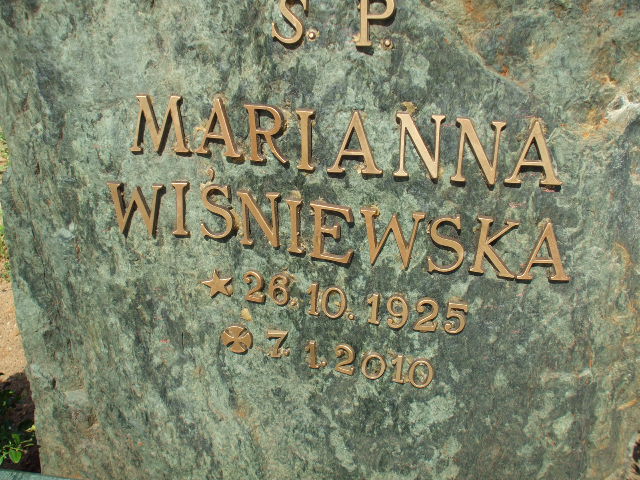 S. P.
MARIANNA
WIŚNIEWSKA
26. 10. 1925
7. 1. 2010